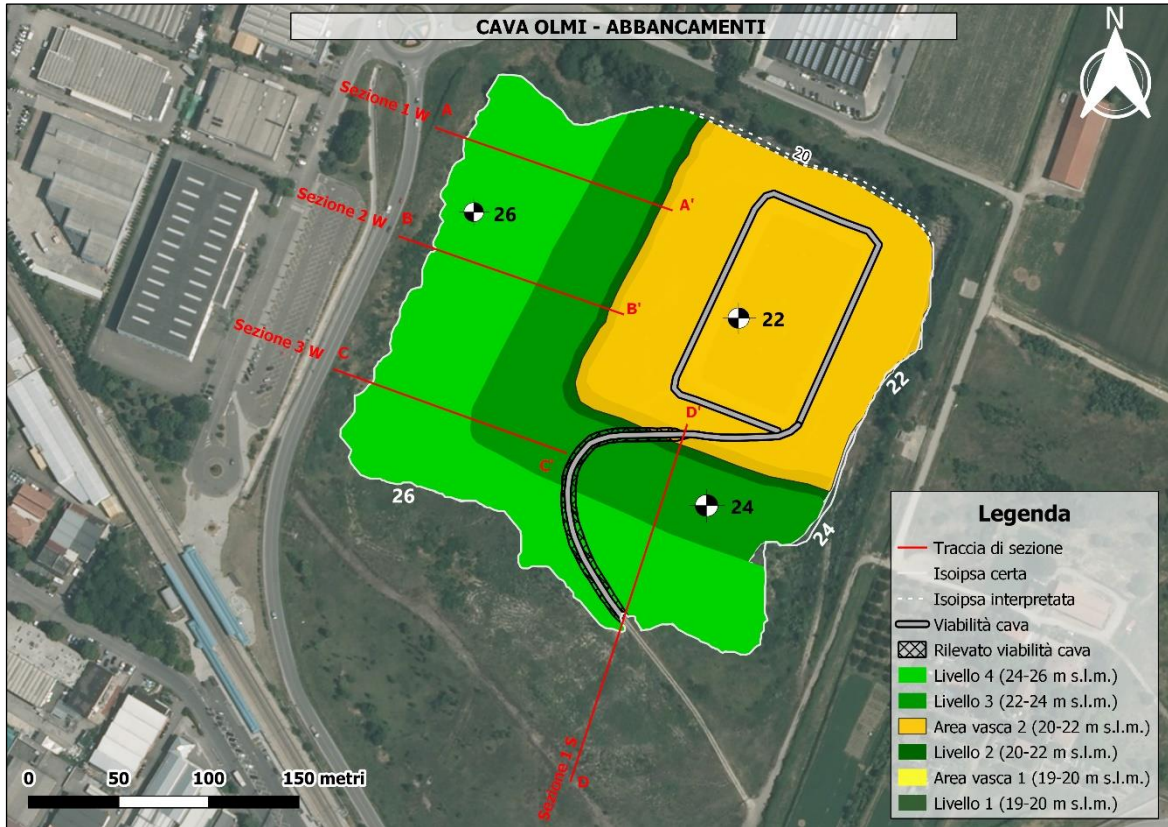 CAVA OLMI - ABBANCAMENTI
N
Sezione 1 W
A
A'
20
Sezione 2 W
B
26
B'
22
Sezione 3 W
C
C'
D'
22
26
24
24
Sezione 1 S
D
0 50 100 150 metri
Legenda
Traccia di sezione
Isoipsa certa
Isoipsa interpretata
Viabilità cava
Rilevato viabilità cava
Livello 4 (24-26 m s.l.m.)
Livello 3 (22-24 m s.l.m.)
Area vasca 2 (20-22 m s.l.m.)
Livello 2 (20-22 m s.l.m.)
Area vasca 1 (19-20 m s.l.m.)
Livello 1 (19-20 m s.l.m.)